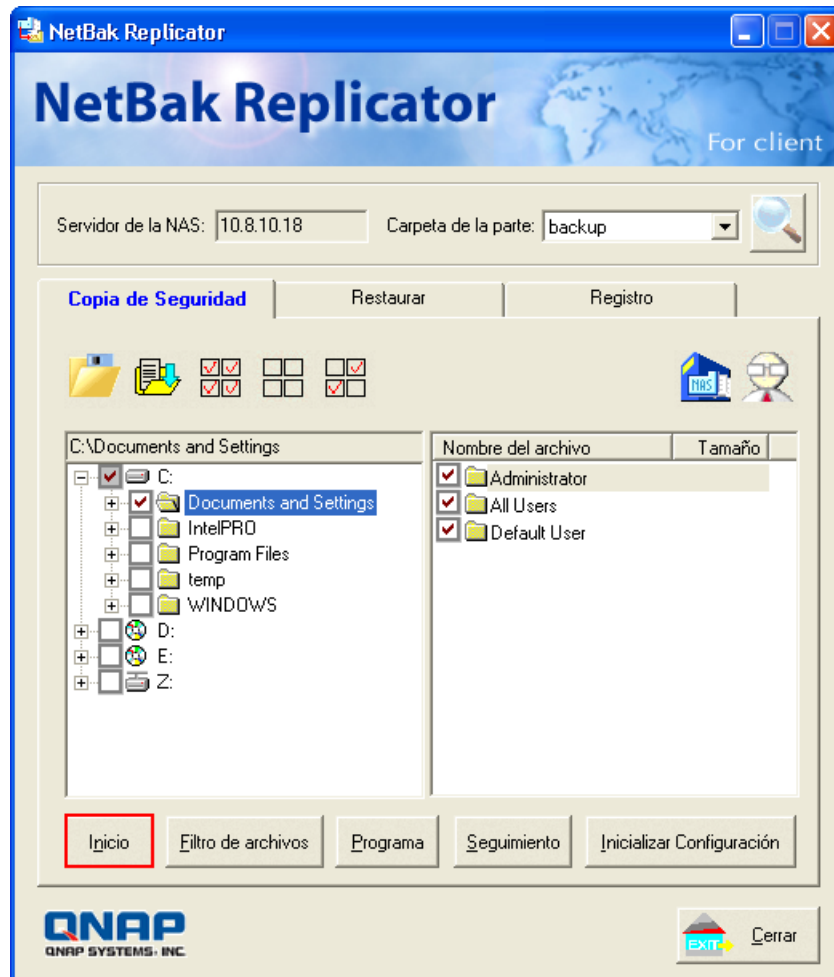 NetBak Replicator
NetBak Replicator
For client
Servidor de la NAS: 10.8.10.18 Carpeta de la parte: backup
Copia de Seguridad Restaurar Registro
NAS
C:\Documents and Settings Nombre del archivo Tamaño
C: Administrator
Documents and Settings All Users
IntelPRO Default User
Program Files
temp
WINDOWS
D:
E:
Z:
Inicio Filtro de archivos Programa Seguimiento Inicializar Configuración
QNAP
QNAP SYSTEMS, INC
EXIT Cerrar